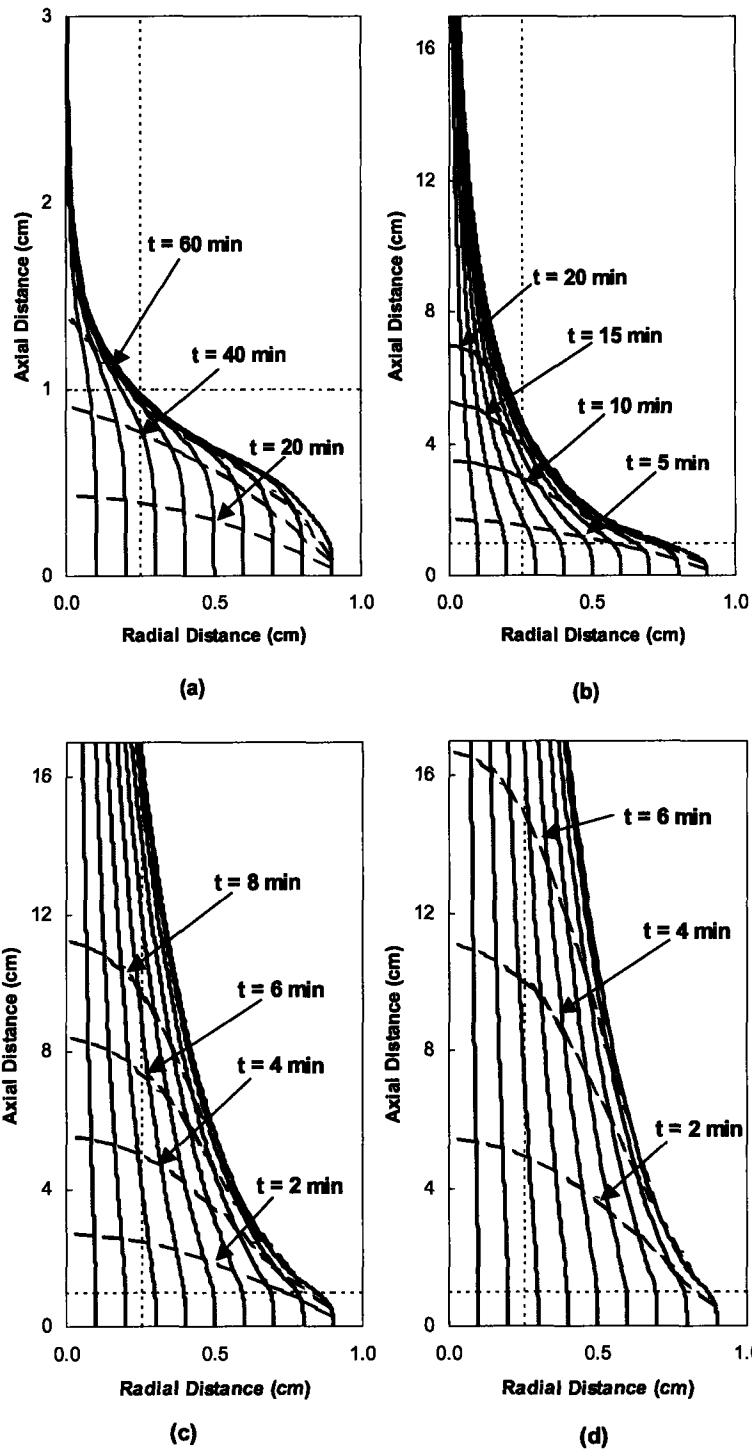 3
2
1
0
Axial Distance (cm)
t = 60 min
t = 40 min
t = 20 min
0.0 0.5 1.0
Radial Distance (cm)
(a)
16
12
8
4
0
Axial Distance (cm)
t = 20 min
t = 15 min
t = 10 min
t = 5 min
0.0 0.5 1.0
Radial Distance (cm)
(b)
16
12
8
4
0
Axial Distance (cm)
t = 8 min
t = 6 min
t = 4 min
t = 2 min
0.0 0.5 1.0
Radial Distance (cm)
(c)
16
12
8
4
0
Axial Distance (cm)
t = 6 min
t = 4 min
t = 2 min
0.0 0.5
Radial Distance (cm)
(d)